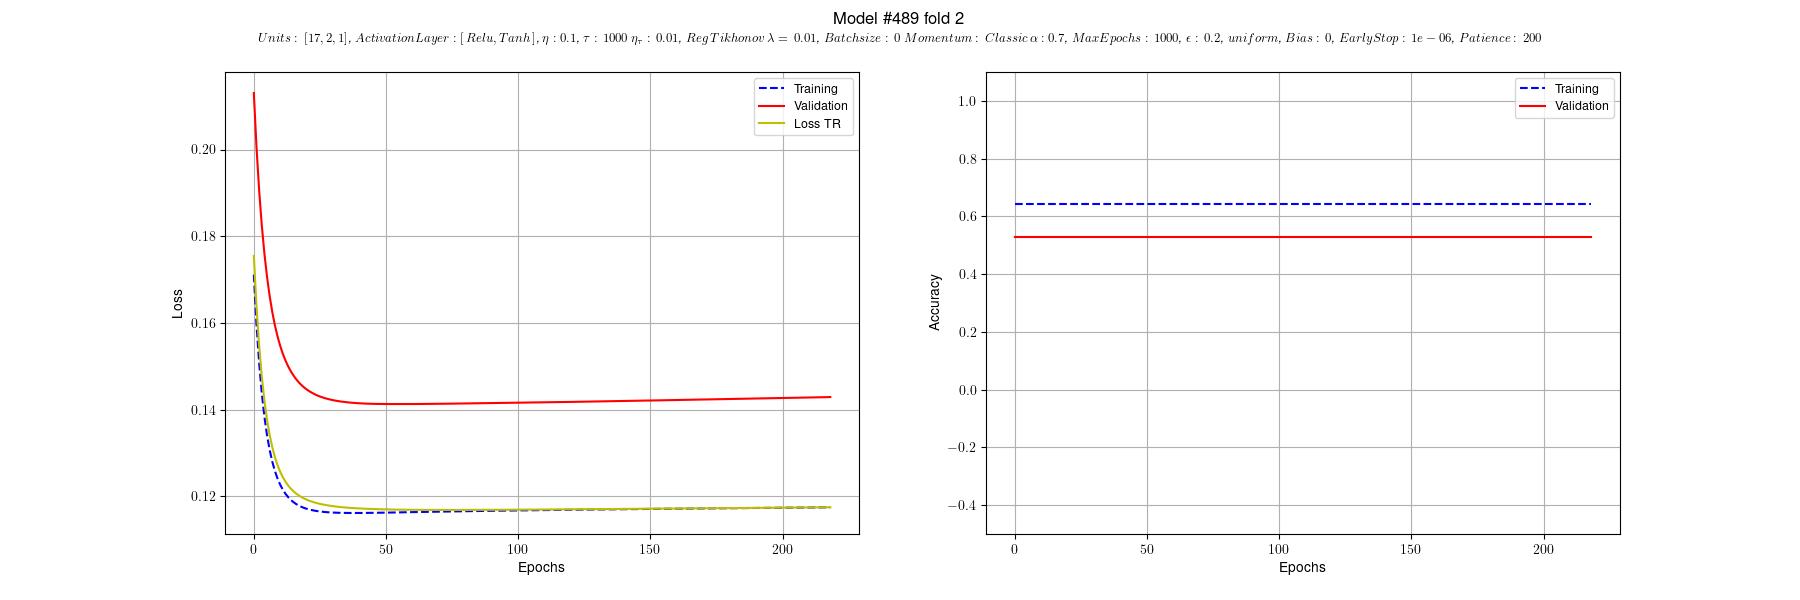 Model #489 fold 2
Units : [17, 2, 1], ActivationLayer : [ Relu, Tanh], η : 0.1, τ : 1000 η_τ : 0.01, RegTikhonov λ = 0.01, Batchsize : 0 Momentum : Classic α : 0.7, MaxEpochs : 1000, ϵ : 0.2, uniform, Bias : 0, EarlyStop : 1e − 06, Patience : 200
Training
Validation
Loss TR
0.20
0.18
0.16
0.14
0.12
Loss
0 50 100 150 200
Epochs
Training
Validation
1.0
0.8
0.6
0.4
0.2
0.0
−0.2
−0.4
Accuracy
0 50 100 150 200
Epochs